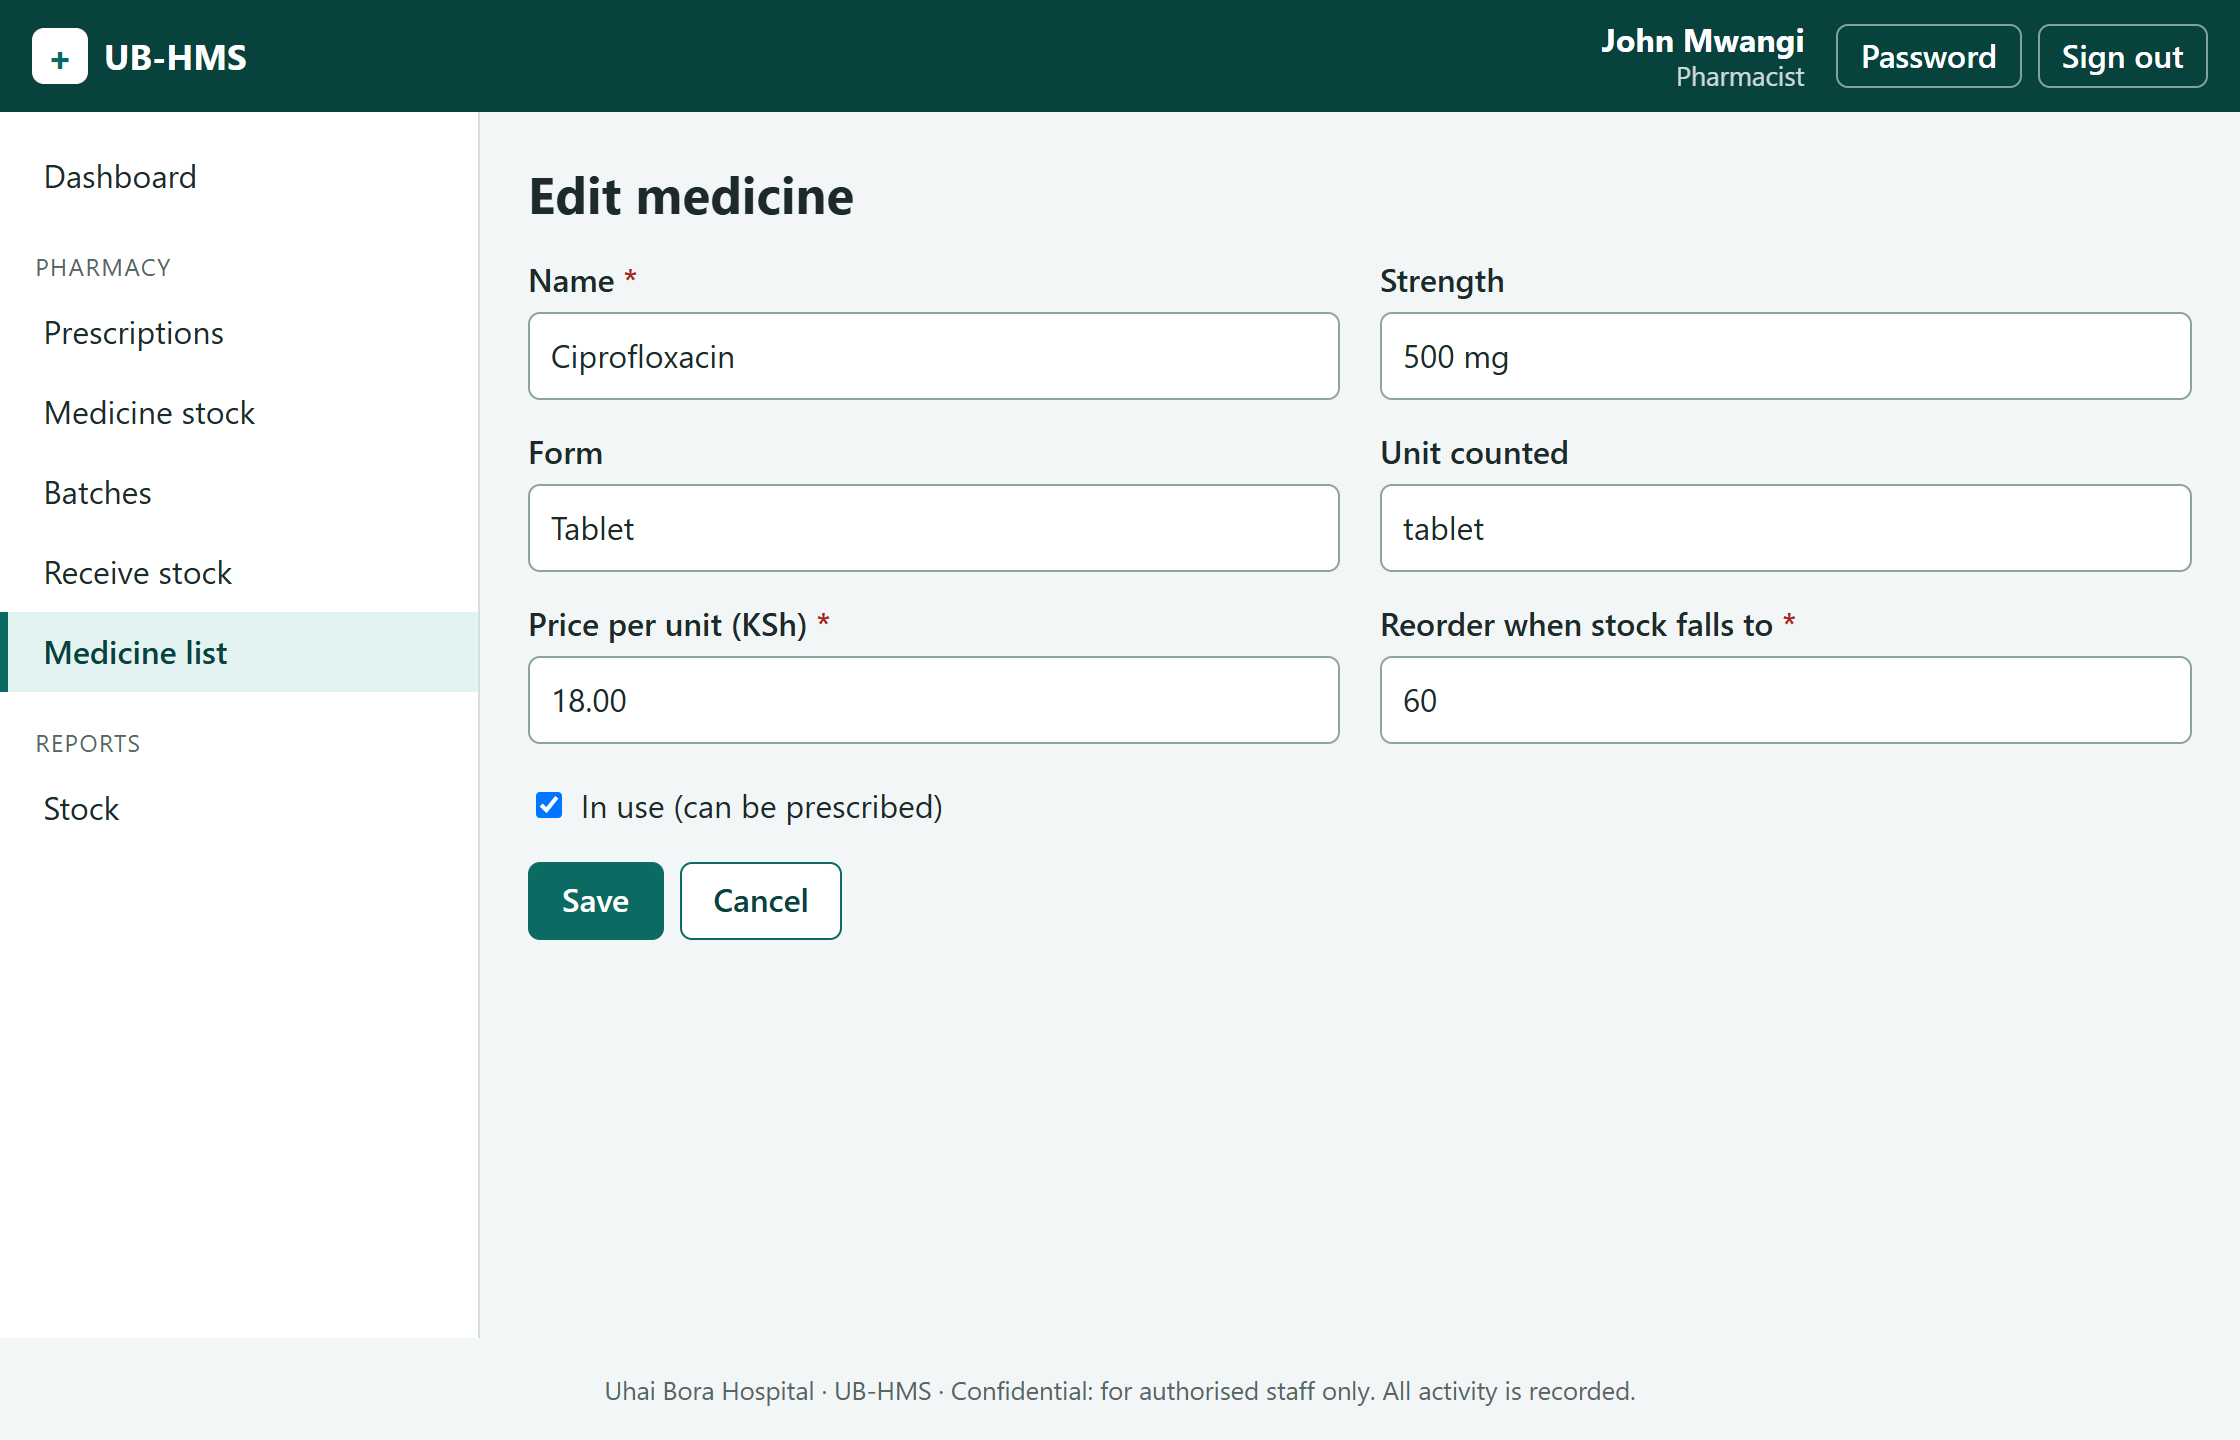 + UB-HMS
John Mwangi
Pharmacist
Password
Sign out
Dashboard
PHARMACY
Prescriptions
Medicine stock
Batches
Receive stock
Medicine list
REPORTS
Stock
Edit medicine
Name *
Ciprofloxacin
Strength
500 mg
Form
Tablet
Unit counted
tablet
Price per unit (KSh) *
18.00
Reorder when stock falls to *
60
In use (can be prescribed)
Save
Cancel
Uhai Bora Hospital · UB-HMS · Confidential: for authorised staff only. All activity is recorded.